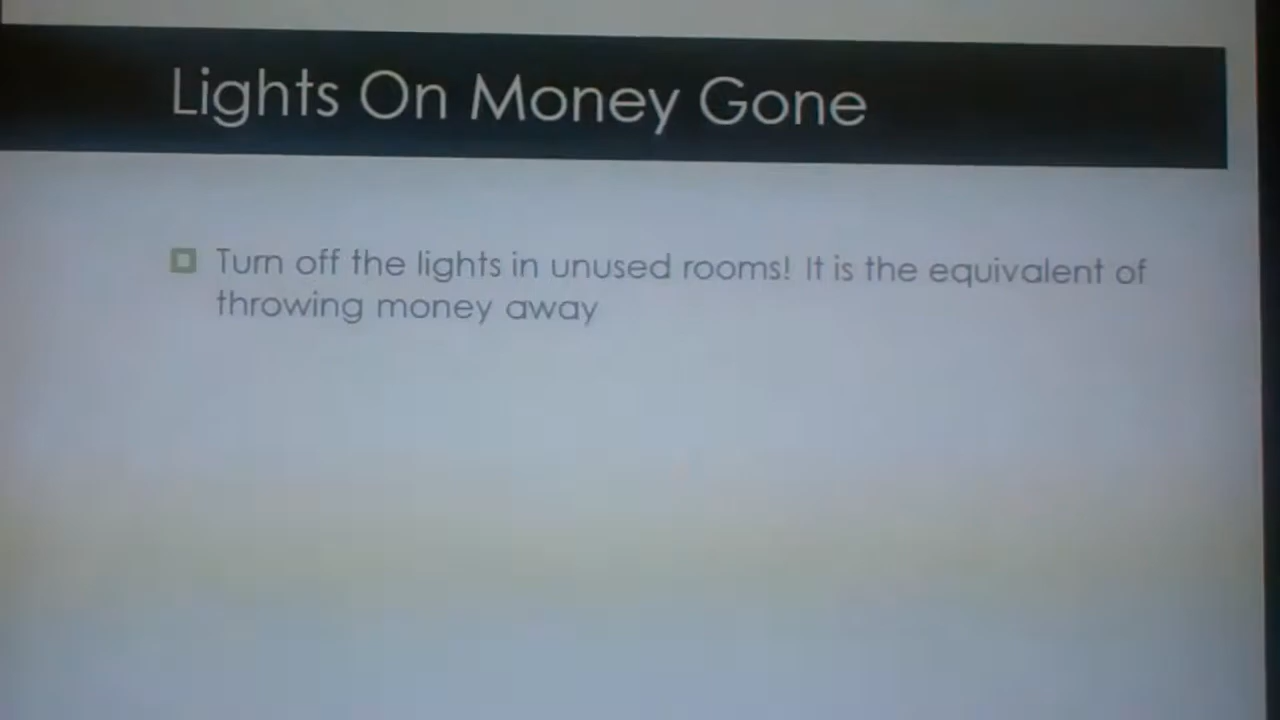 Lights On Money Gone
Turn off the lights in unused rooms! It is the equivalent of
throwing money away